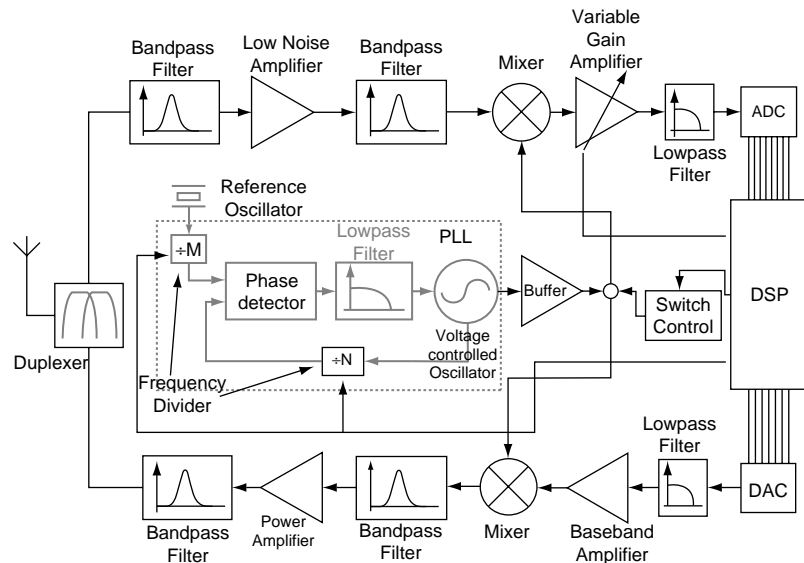 Bandpass
Filter
Low Noise
Amplifier
Bandpass
Filter
Mixer
Variable
Gain
Amplifier
Lowpass
Filter
ADC
Reference
Oscillator
÷M
Phase
detector
Lowpass
Filter
PLL
Voltage
controlled
Oscillator
÷N
Frequency
Divider
Buffer
Switch
Control
DSP
Duplexer
Bandpass
Filter
Power
Amplifier
Bandpass
Filter
Mixer
Baseband
Amplifier
Lowpass
Filter
DAC